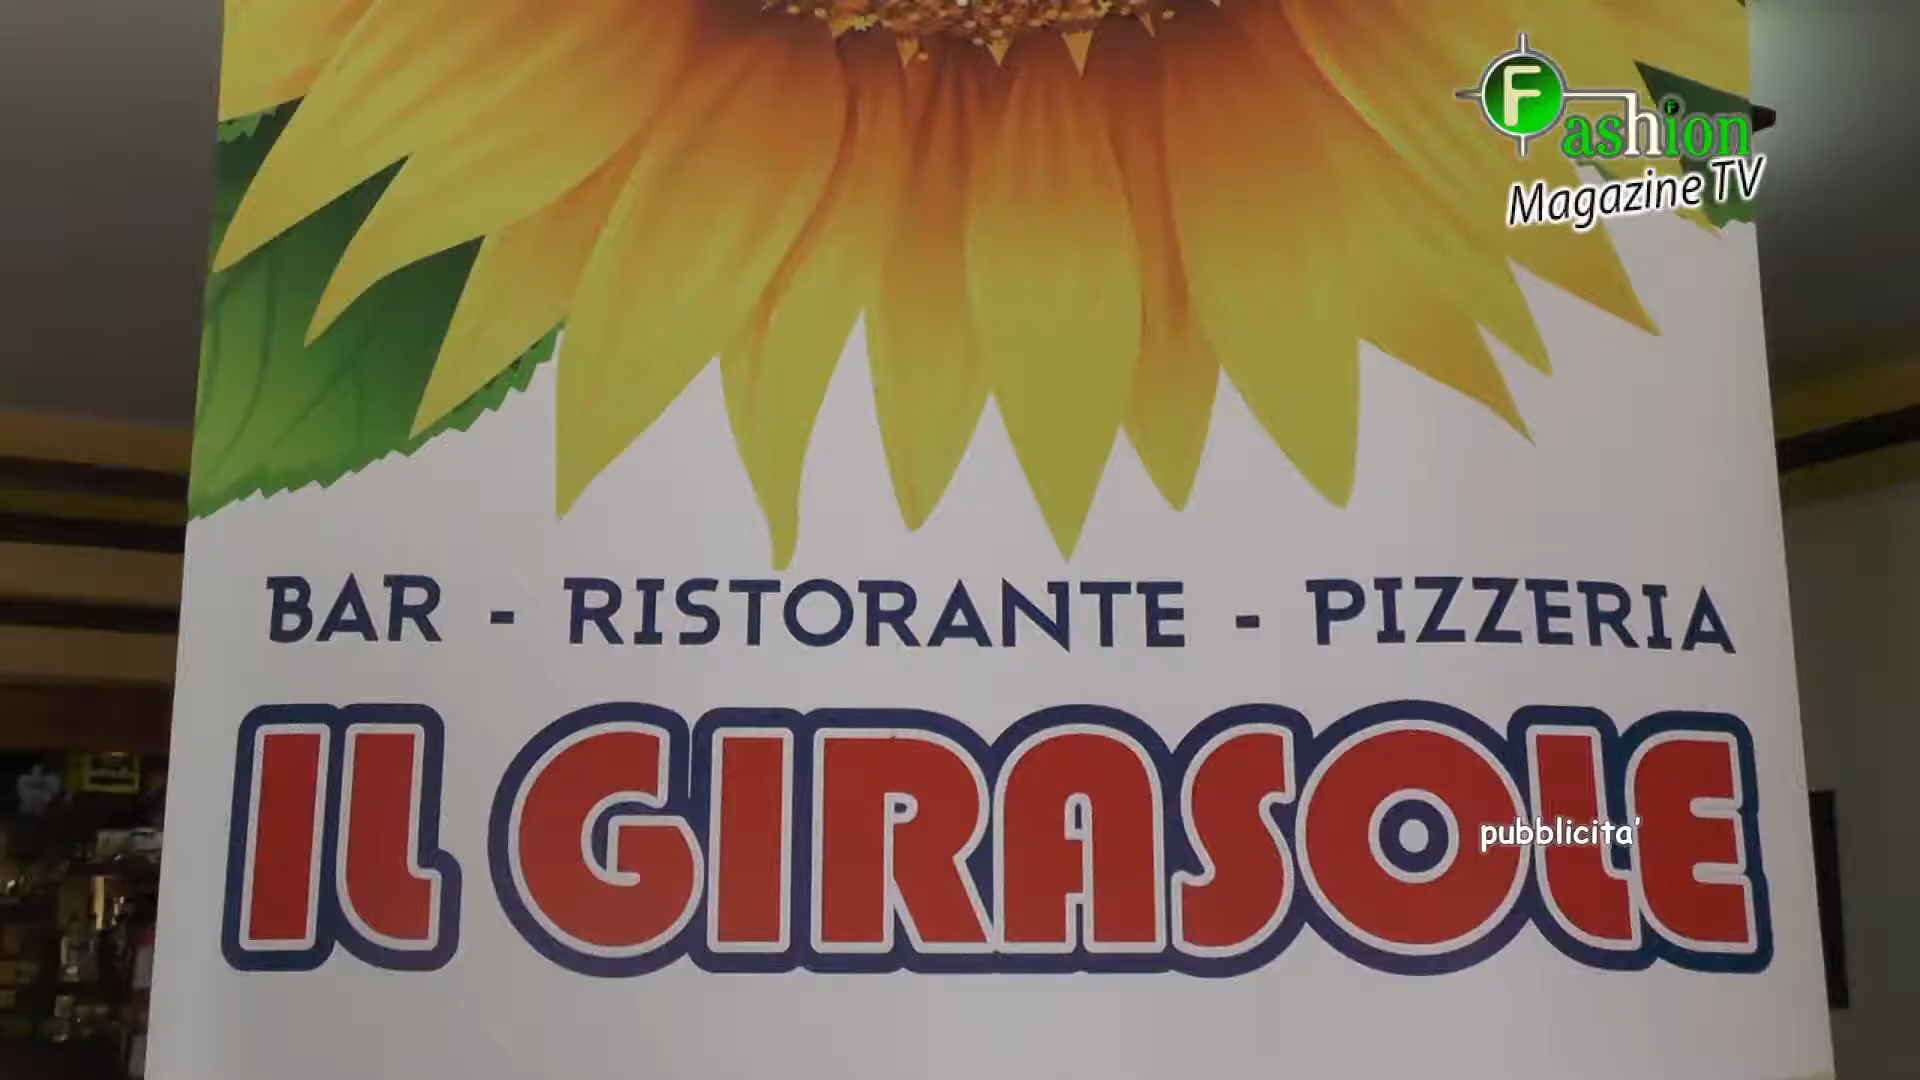 Fashion
Magazine TV
BAR - RISTORANTE - PIZZERIA
IL GIRASOLE
pubblicita'